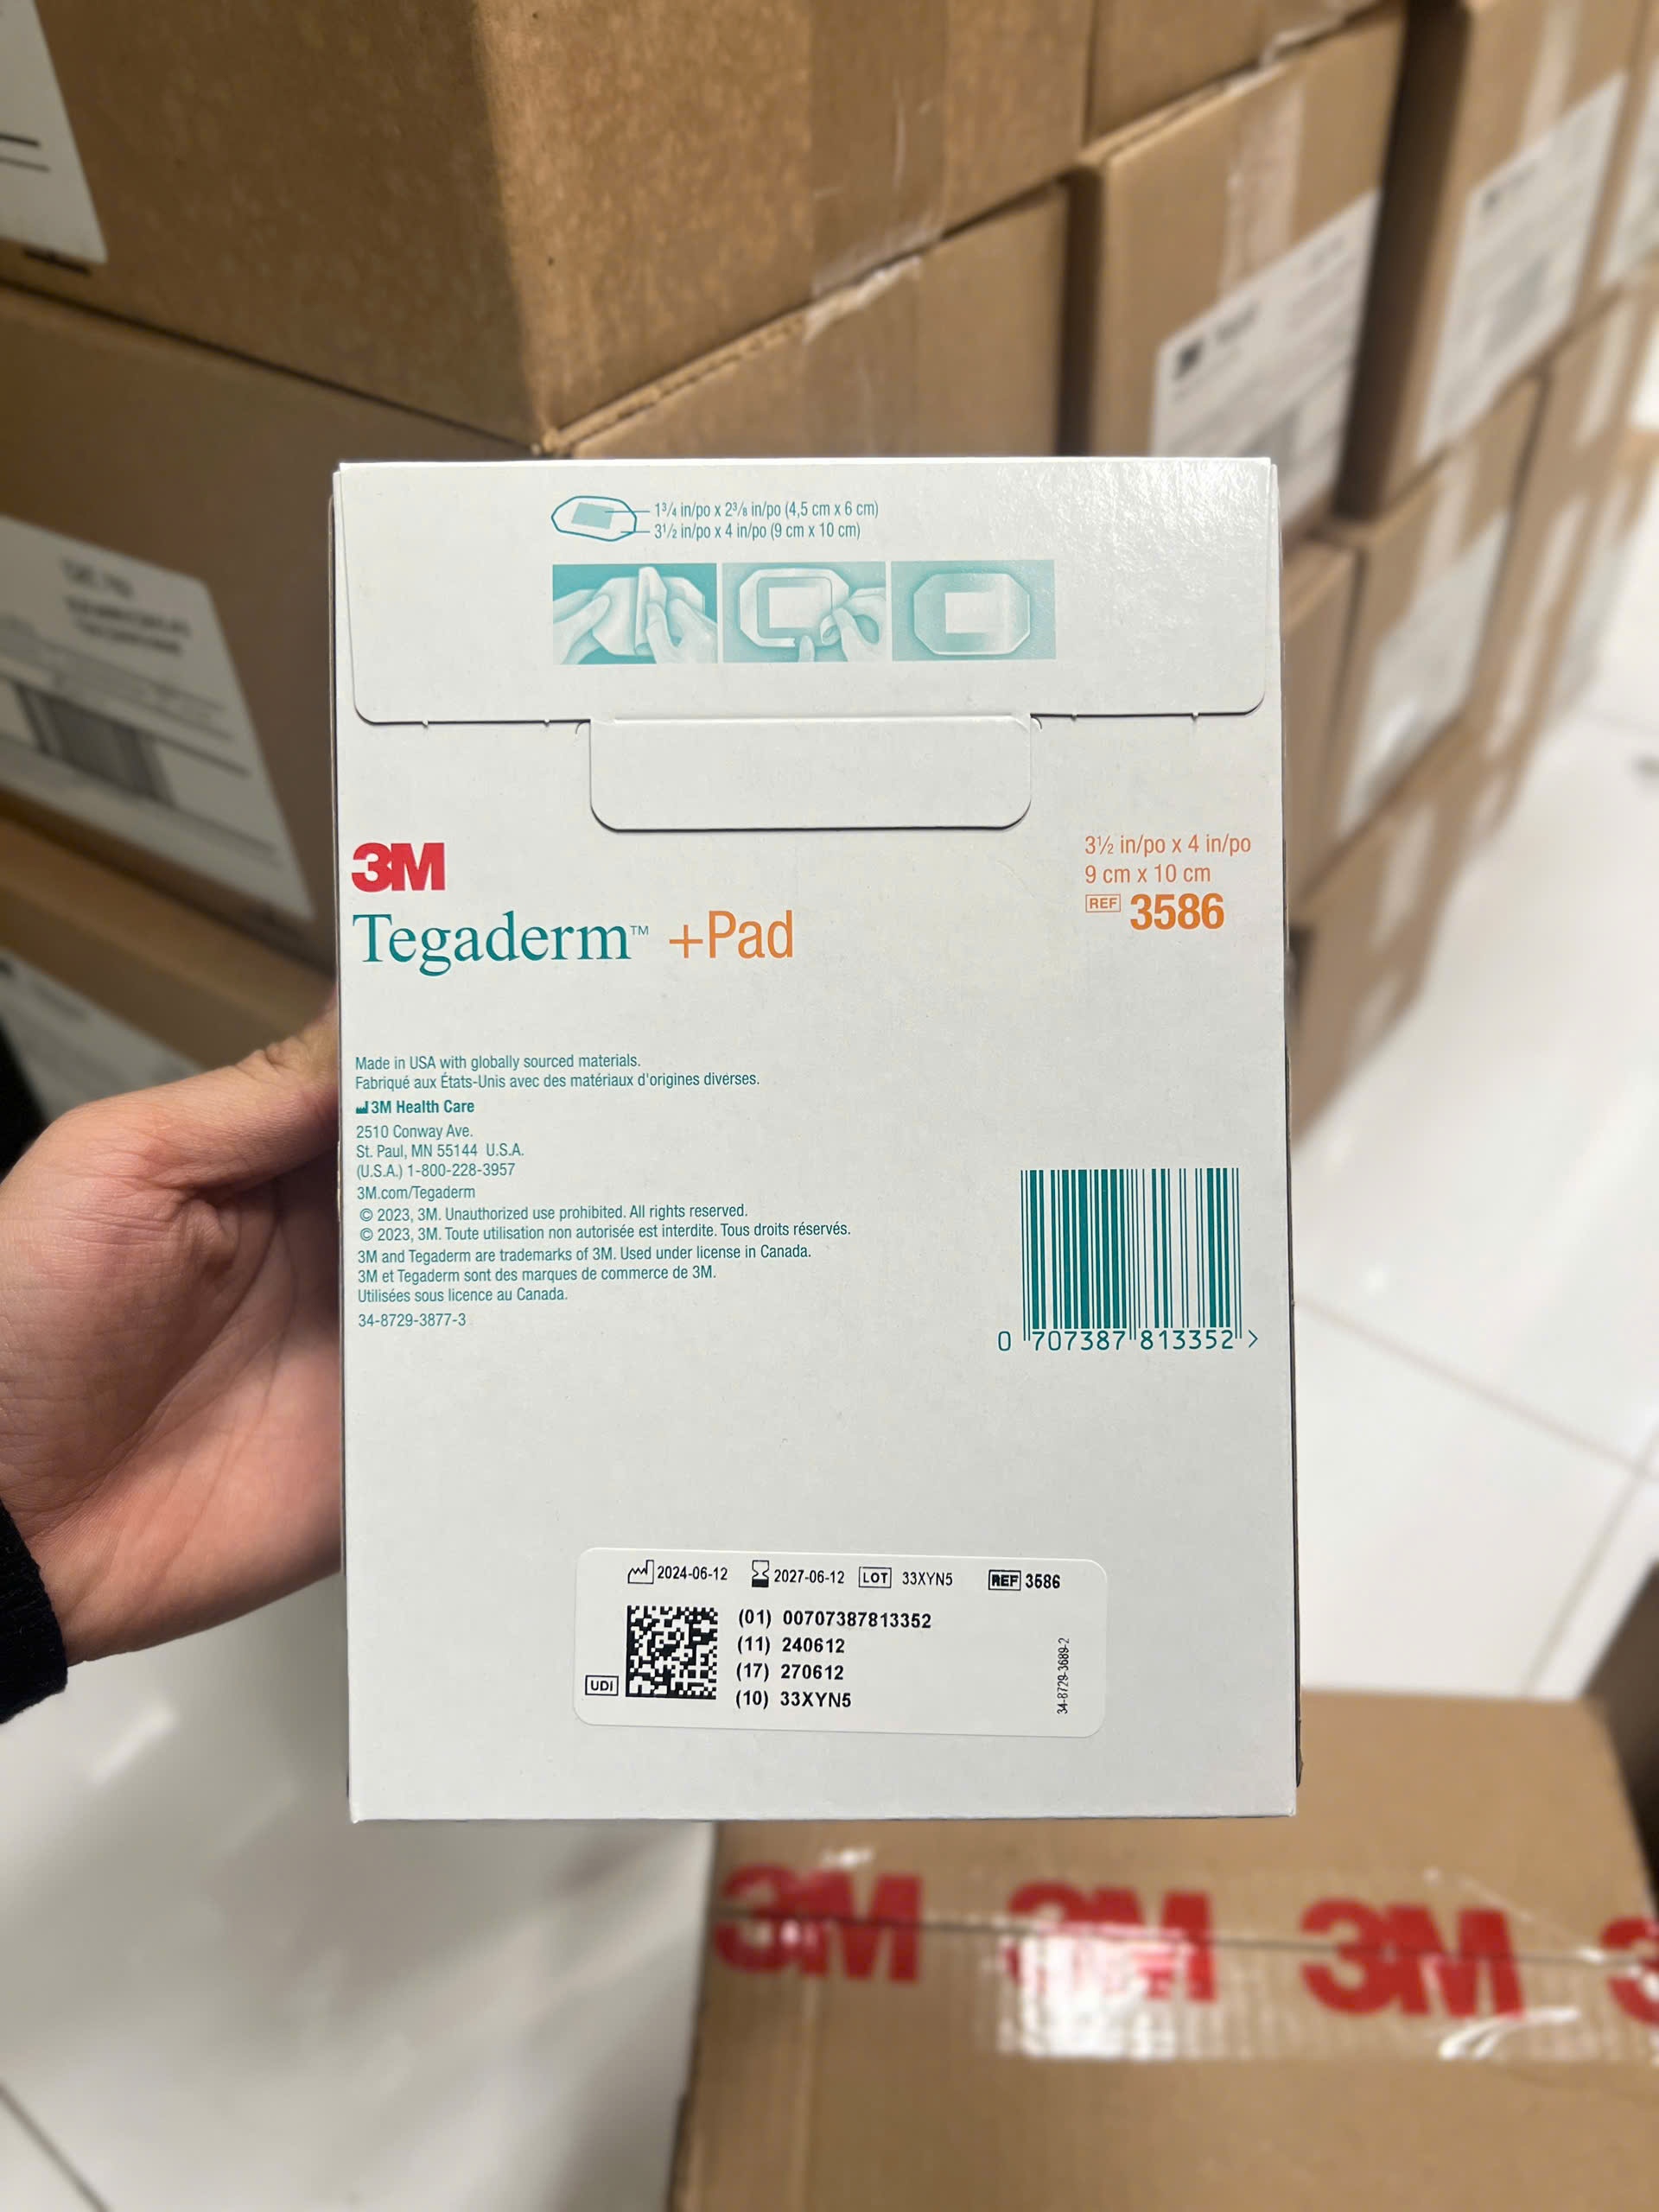 1³/₄ in/po x 2³/₈ in/po (4,5 cm x 6 cm)
3¹/₂ in/po x 4 in/po (9 cm x 10 cm)
3M
Tegaderm™ +Pad
3½ in/po x 4 in/po
9 cm x 10 cm
REF 3586
Made in USA with globally sourced materials.
Fabriqué aux États-Unis avec des matériaux d'origines diverses.
3M Health Care
2510 Conway Ave.
St. Paul, MN 55144 U.S.A.
(U.S.A.) 1-800-228-3957
3M.com/Tegaderm
© 2023, 3M. Unauthorized use prohibited. All rights reserved.
© 2023, 3M. Toute utilisation non autorisée est interdite. Tous droits réservés.
3M and Tegaderm are trademarks of 3M. Used under license in Canada.
3M et Tegaderm sont des marques de commerce de 3M.
Utilisées sous licence au Canada.
34-8729-3877-3
0 707387 813352 >
2024-06-12 2027-06-12 LOT 33XYN5 REF 3586
(01) 00707387813352
(11) 240612
(17) 270612
(10) 33XYN5
UDI
34-8729-3689-2
3M 3M 3M